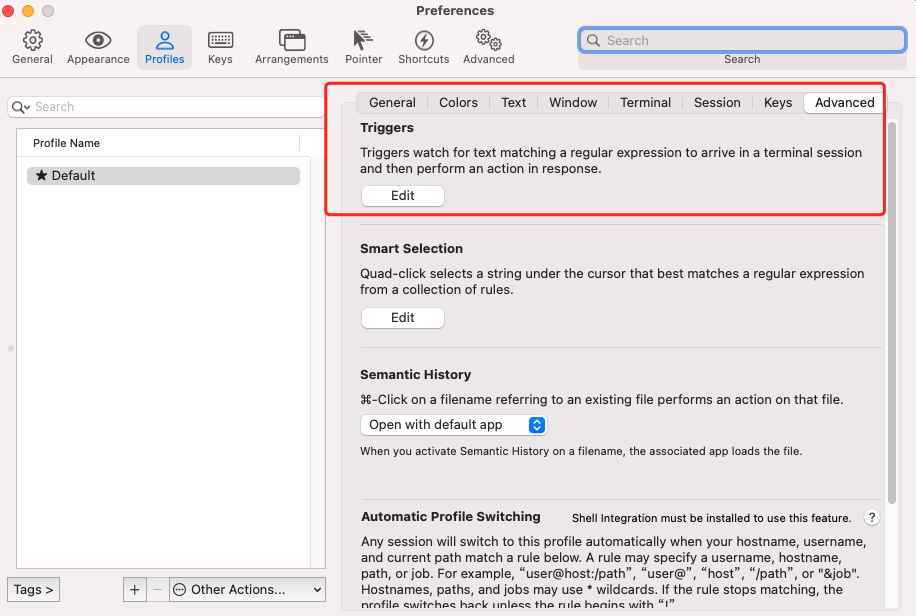 Preferences
General Appearance Profiles Keys Arrangements Pointer Shortcuts Advanced
Search
Search
Search
Profile Name
★ Default
Tags >
+ − Other Actions...
General Colors Text Window Terminal Session Keys Advanced
Triggers
Triggers watch for text matching a regular expression to arrive in a terminal session
and then perform an action in response.
Edit
Smart Selection
Quad-click selects a string under the cursor that best matches a regular expression
from a collection of rules.
Edit
Semantic History
⌘-Click on a filename referring to an existing file performs an action on that file.
Open with default app
When you activate Semantic History on a filename, the associated app loads the file.
Automatic Profile Switching Shell Integration must be installed to use this feature. ?
Any session will switch to this profile automatically when your hostname, username,
and current path match a rule below. A rule may specify a username, hostname,
path, or job. For example, “user@host:/path”, “user@”, “host”, “/path”, or "&job".
Hostnames, paths, and jobs may use * wildcards. If the rule stops matching, the
profile switches back unless the rule begins with “!”